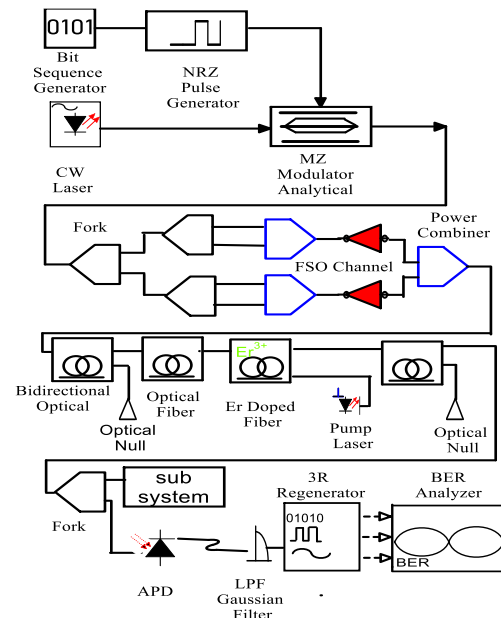 0101
Bit
Sequence
Generator
NRZ
Pulse
Generator
CW
Laser
MZ
Modulator
Analytical
Fork
FSO Channel
Power
Combiner
Bidirectional
Optical
Optical
Null
Optical
Fiber
Er3+
Er Doped
Fiber
Pump
Laser
Optical
Null
sub
system
Fork
APD
LPF
Gaussian
Filter
3R
Regenerator
01010
BER
Analyzer
BER